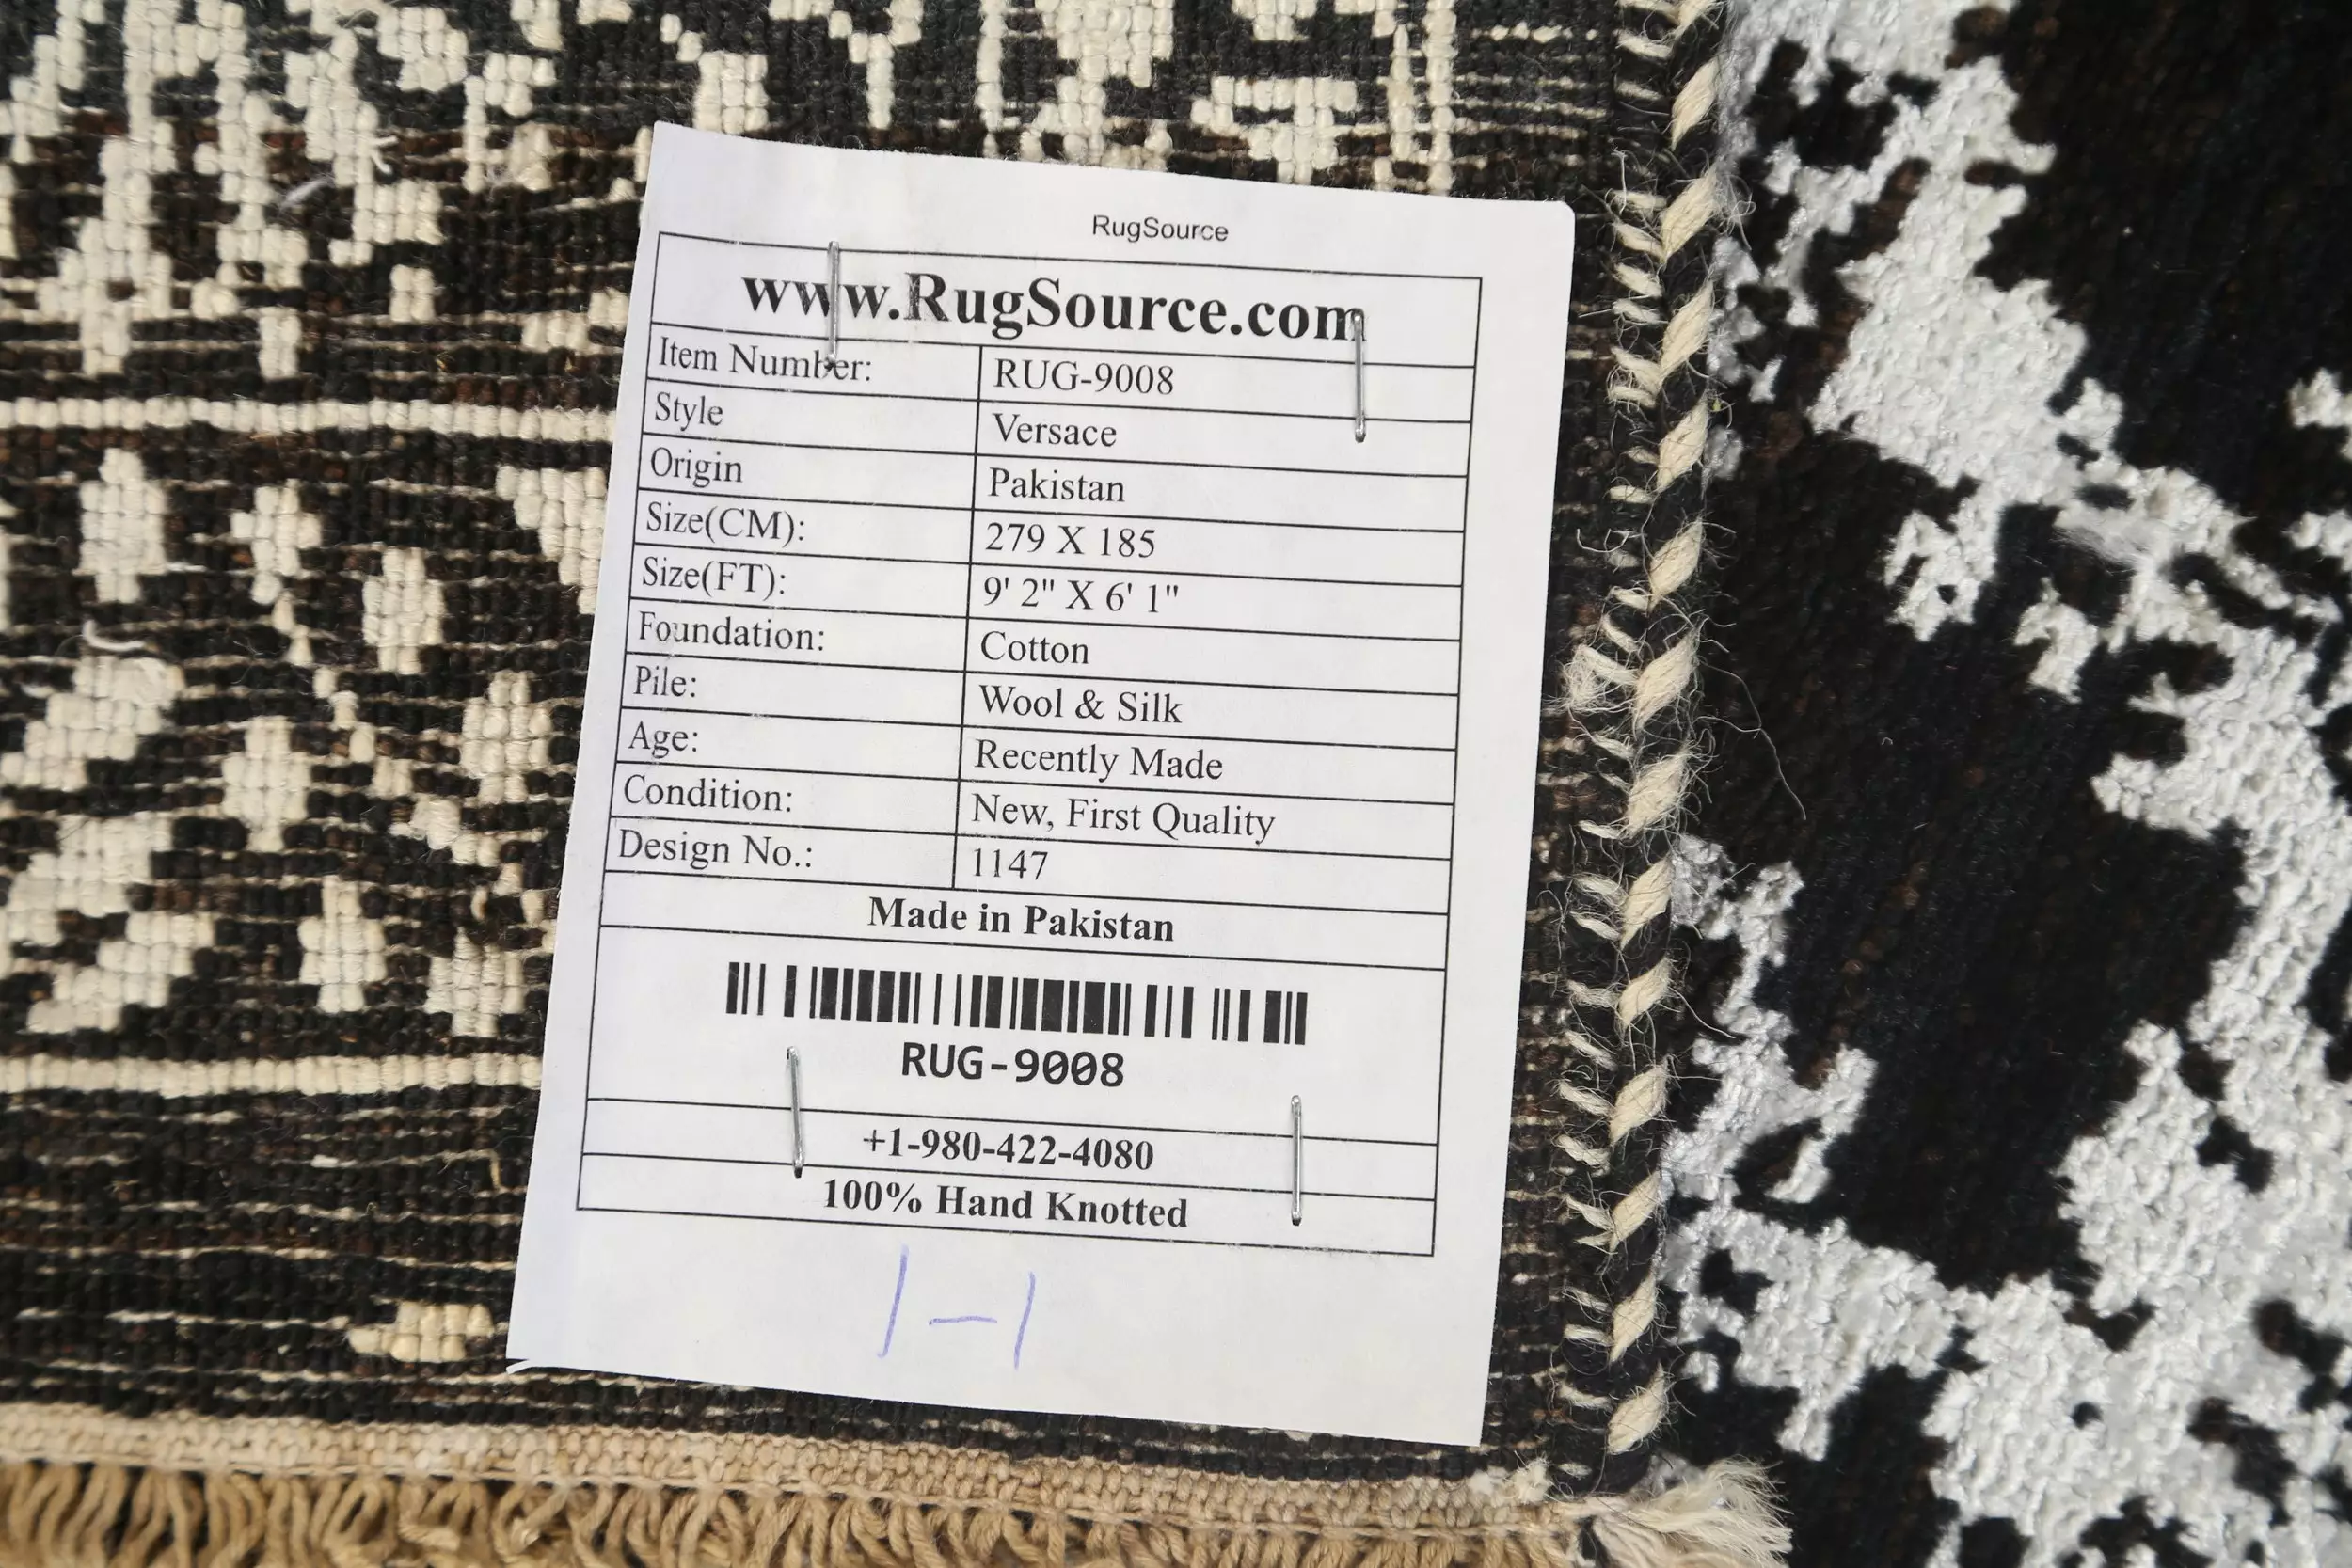 RugSource
www.RugSource.com
Item Number: RUG-9008
Style Versace
Origin Pakistan
Size(CM): 279 X 185
Size(FT): 9' 2" X 6' 1"
Foundation: Cotton
Pile: Wool & Silk
Age: Recently Made
Condition: New, First Quality
Design No.: 1147
Made in Pakistan
RUG-9008
+1-980-422-4080
100% Hand Knotted
1-1